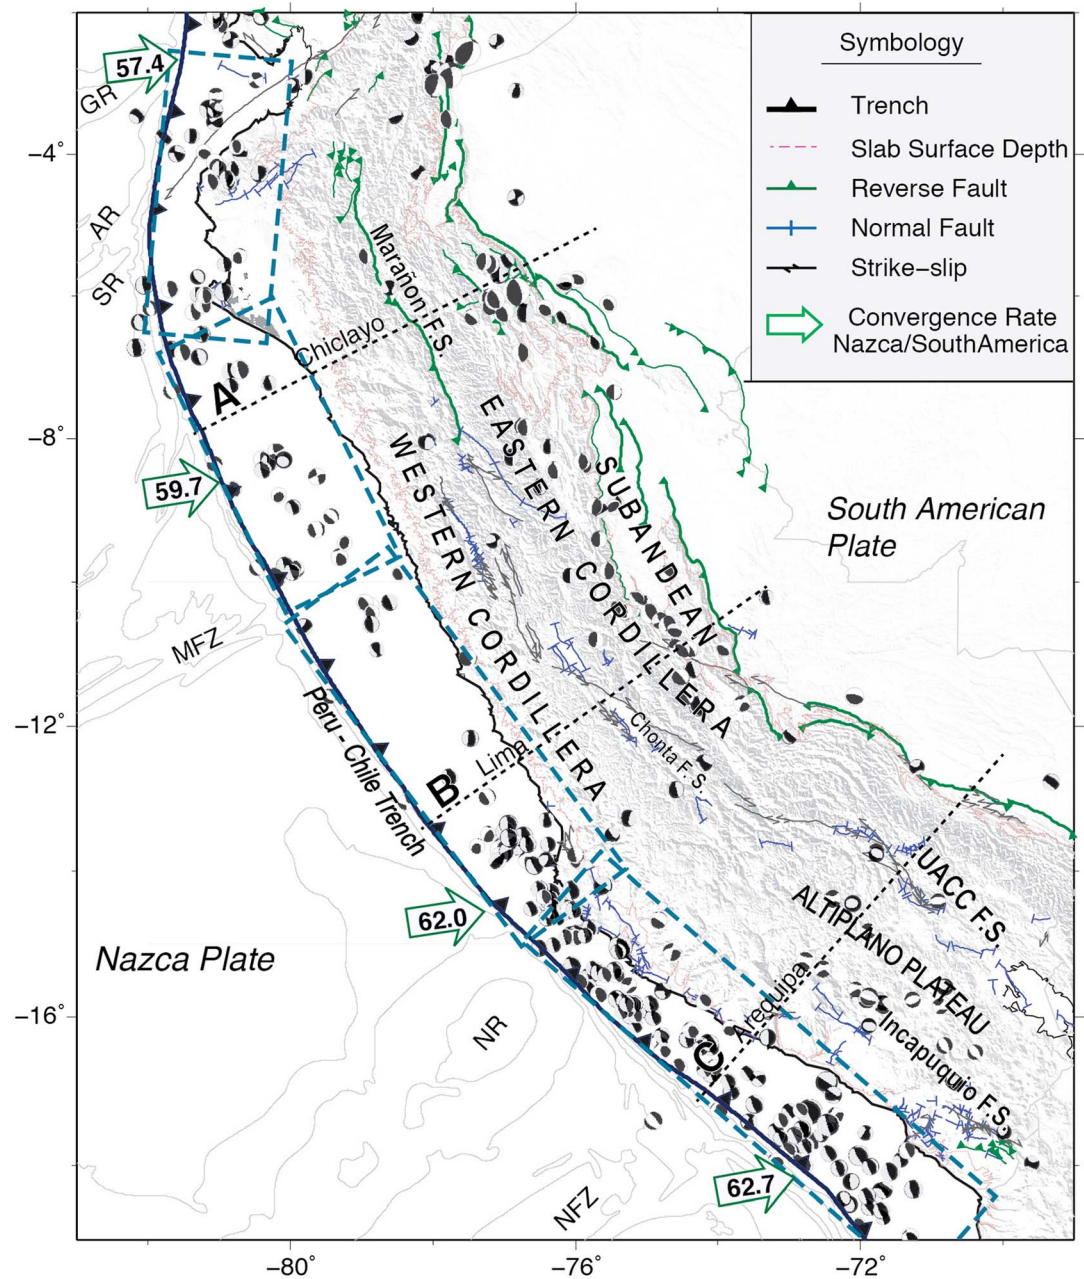 Symbology
Trench
Slab Surface Depth
Reverse Fault
Normal Fault
Strike–slip
Convergence Rate
Nazca/SouthAmerica
57.4
GR
−4°
AR
SR
Marañon F.S.
Chiclayo
A
−8°
59.7
WESTERN CORDILLERA
EASTERN CORDILLERA
SUBANDEAN
South American
Plate
MFZ
−12°
Peru - Chile Trench
Lima
B
Chonta F.S.
62.0
UACC F.S.
ALTIPLANO PLATEAU
Nazca Plate
Arequipa
−16°
NR
C
Incapuquio F.S.
62.7
NFZ
−80°
−76°
−72°